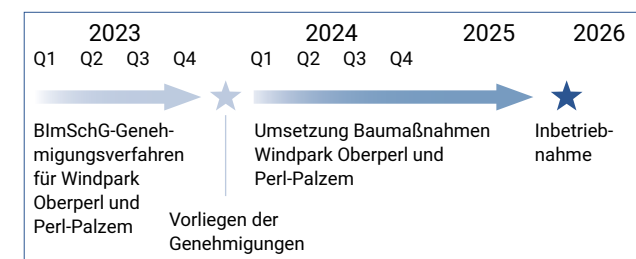 2023 2024 2025 2026
Q1 Q2 Q3 Q4 Q1 Q2 Q3 Q4
BImSchG-Geneh-
migungsverfahren
für Windpark
Oberperl und
Perl-Palzem
Vorliegen der
Genehmigungen
Umsetzung Baumaßnahmen
Windpark Oberperl und
Perl-Palzem
Inbetrieb-
nahme